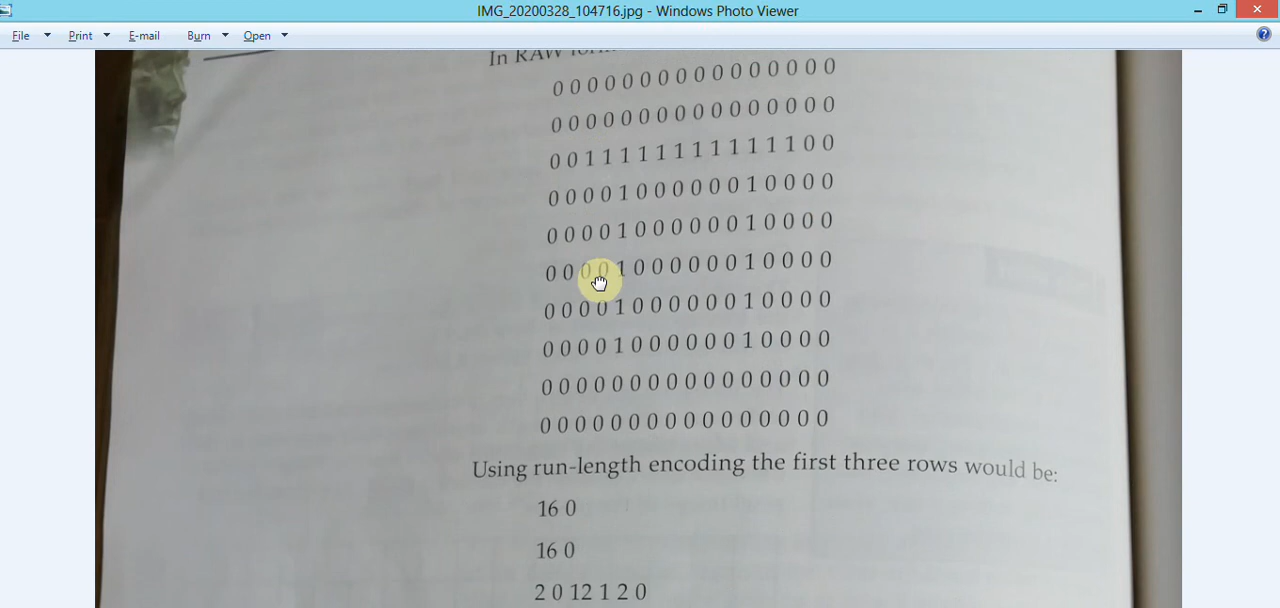 IMG_20200328_104716.jpg - Windows Photo Viewer
File Print E-mail Burn Open
In RAW
0 0 0 0 0 0 0 0 0 0 0 0 0 0 0 0
0 0 0 0 0 0 0 0 0 0 0 0 0 0 0 0
0 0 1 1 1 1 1 1 1 1 1 1 1 1 0 0
0 0 0 0 1 0 0 0 0 0 0 1 0 0 0 0
0 0 0 0 1 0 0 0 0 0 0 1 0 0 0 0
0 0 0 0 1 0 0 0 0 0 0 1 0 0 0 0
0 0 0 0 1 0 0 0 0 0 0 1 0 0 0 0
0 0 0 0 1 0 0 0 0 0 0 1 0 0 0 0
0 0 0 0 0 0 0 0 0 0 0 0 0 0 0 0
0 0 0 0 0 0 0 0 0 0 0 0 0 0 0 0
Using run-length encoding the first three rows would be:
16 0
16 0
2 0 12 1 2 0